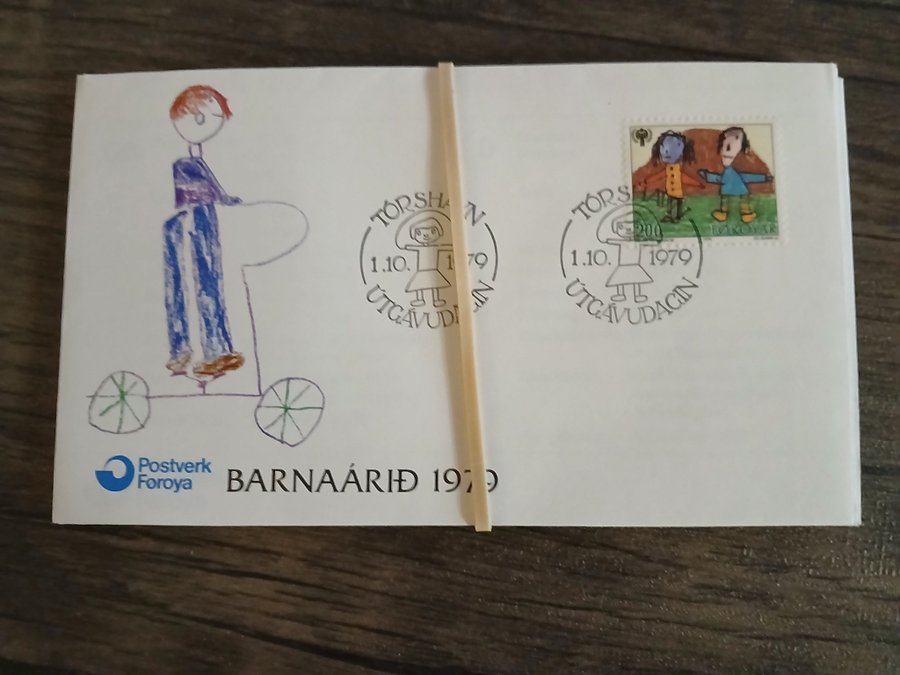 TÓRSHAVN
1.10. 1979
ÚTGÁVUDAGIN
TÓRSHAVN
1.10. 1979
ÚTGÁVUDAGIN
200 FØROYAR
Postverk
Føroya
BARNAÁRIÐ 1979